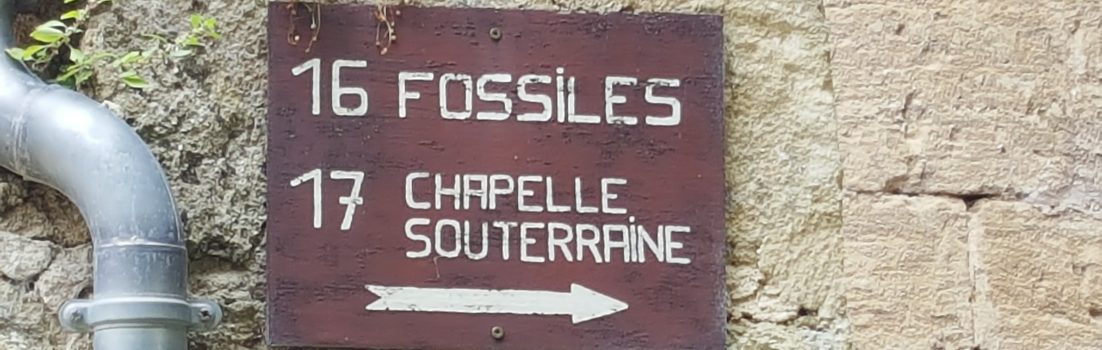 16 FOSSiLES
17 CHAPELLE
SOUTERRAiNE